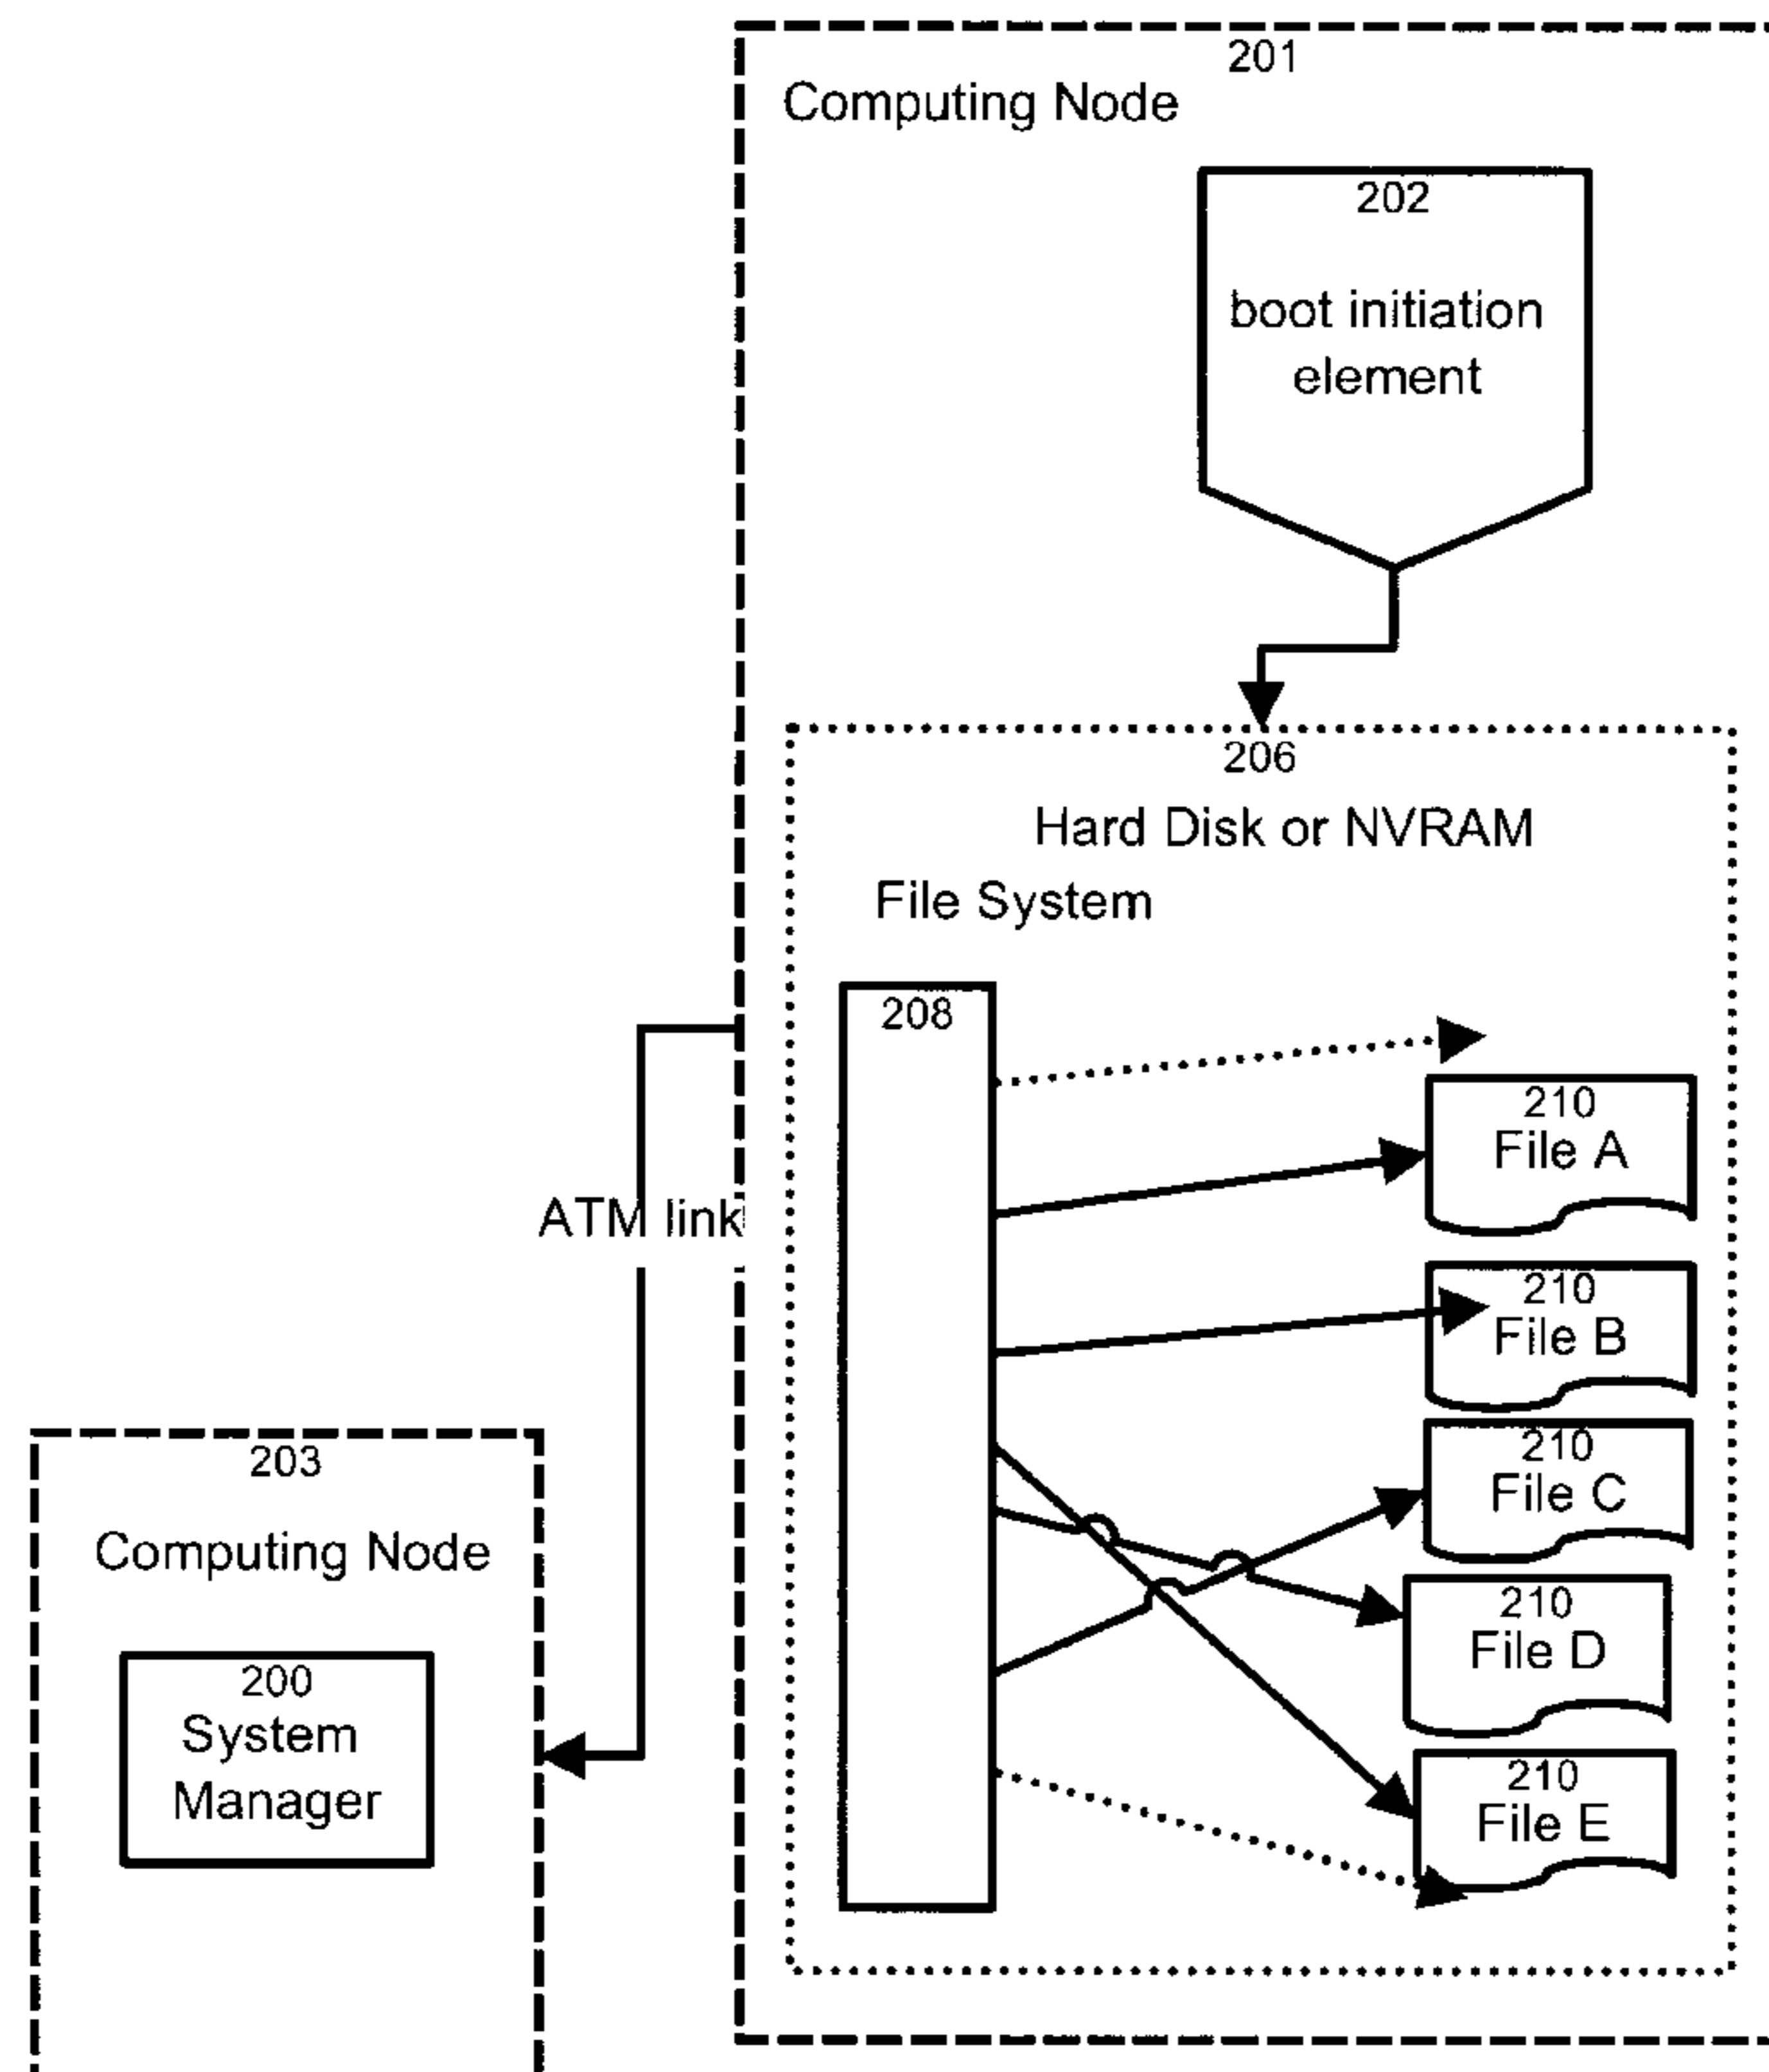 201
Computing Node
202
boot initiation
element
206
Hard Disk or NVRAM
File System
208
210
File A
ATM link
210
File B
210
File C
210
File D
210
File E
203
Computing Node
200
System
Manager